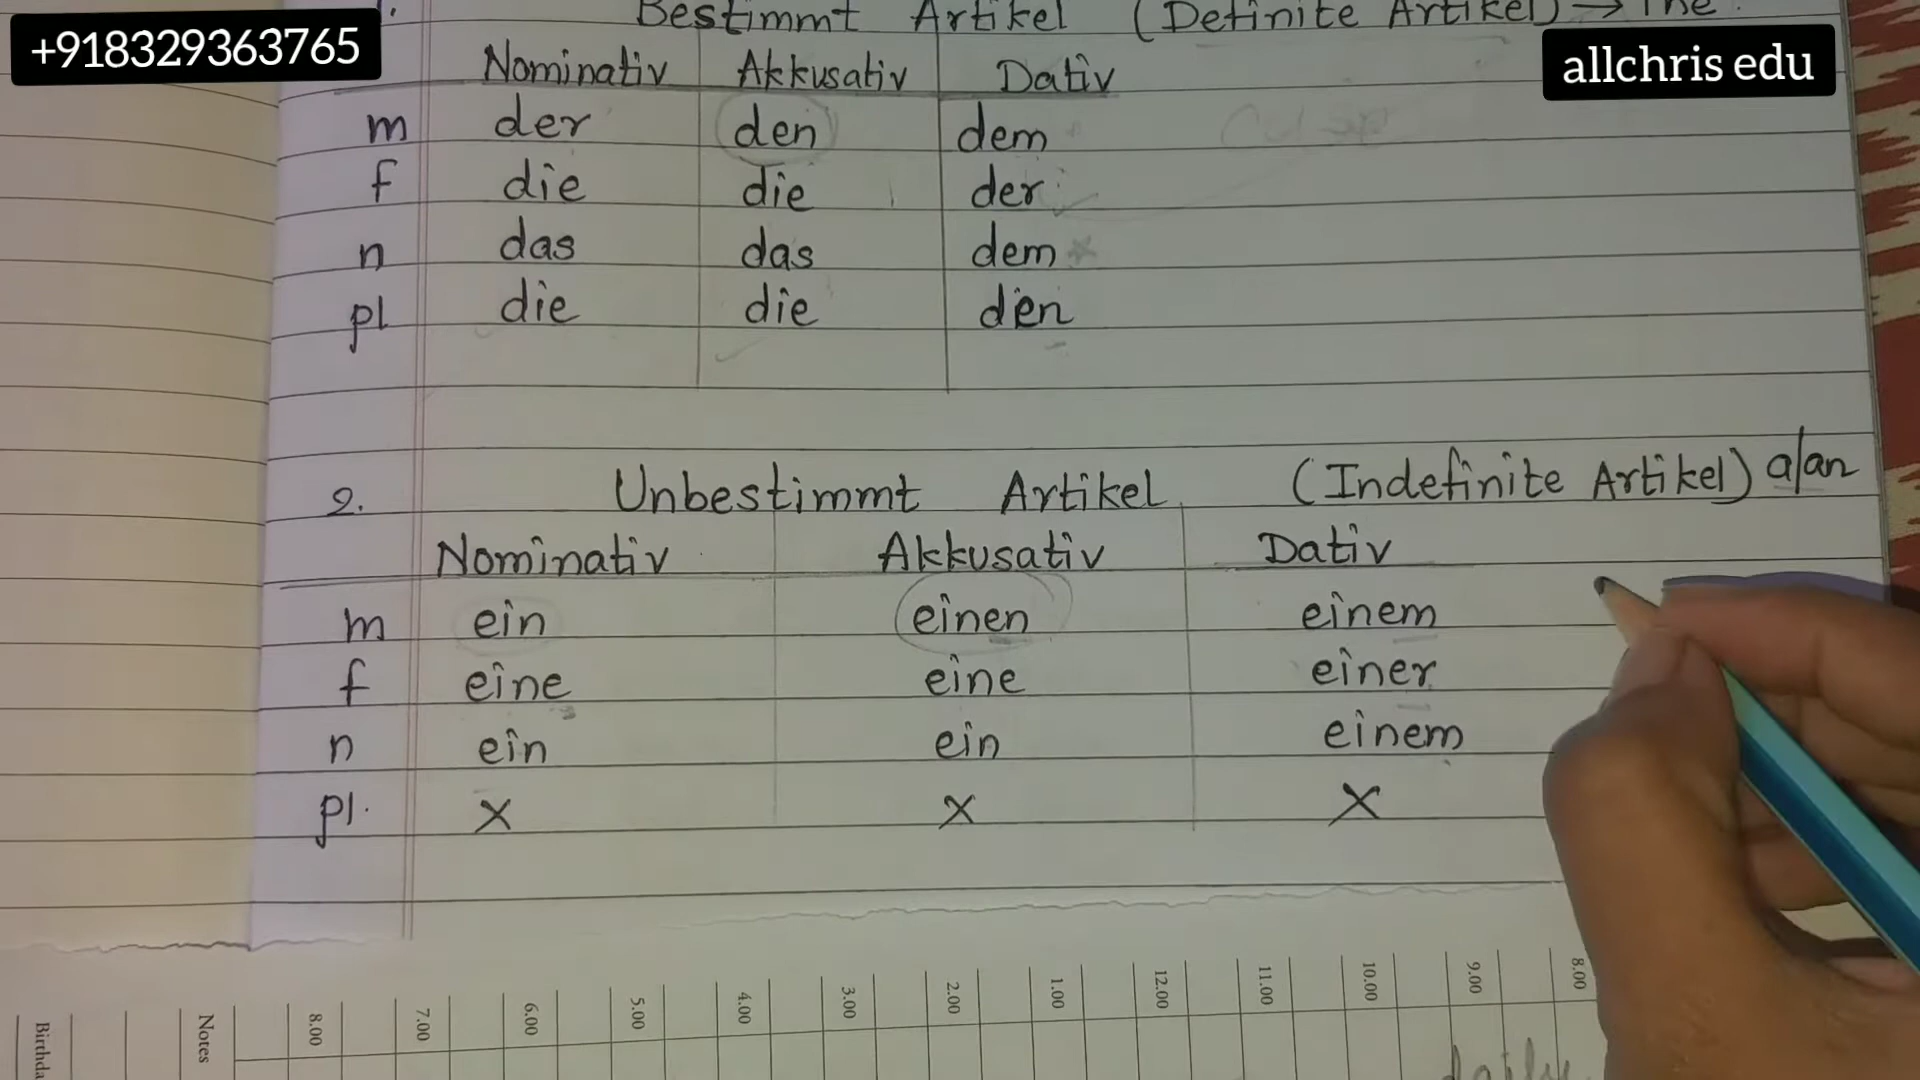 +918329363765
allchris edu
Bestimmt Artikel (Definite Artikel) → The
Nominativ Akkusativ Dativ
m der den dem
f die die der
n das das dem
pl die die den
2. Unbestimmt Artikel (Indefinite Artikel) a/an
Nominativ Akkusativ Dativ
m ein einen einem
f eine eine einer
n ein ein einem
pl. x x x
Birthda
Notes
8.00
7.00
6.00
5.00
4.00
3.00
2.00
1.00
12.00
11.00
10.00
9.00
8.00
daily